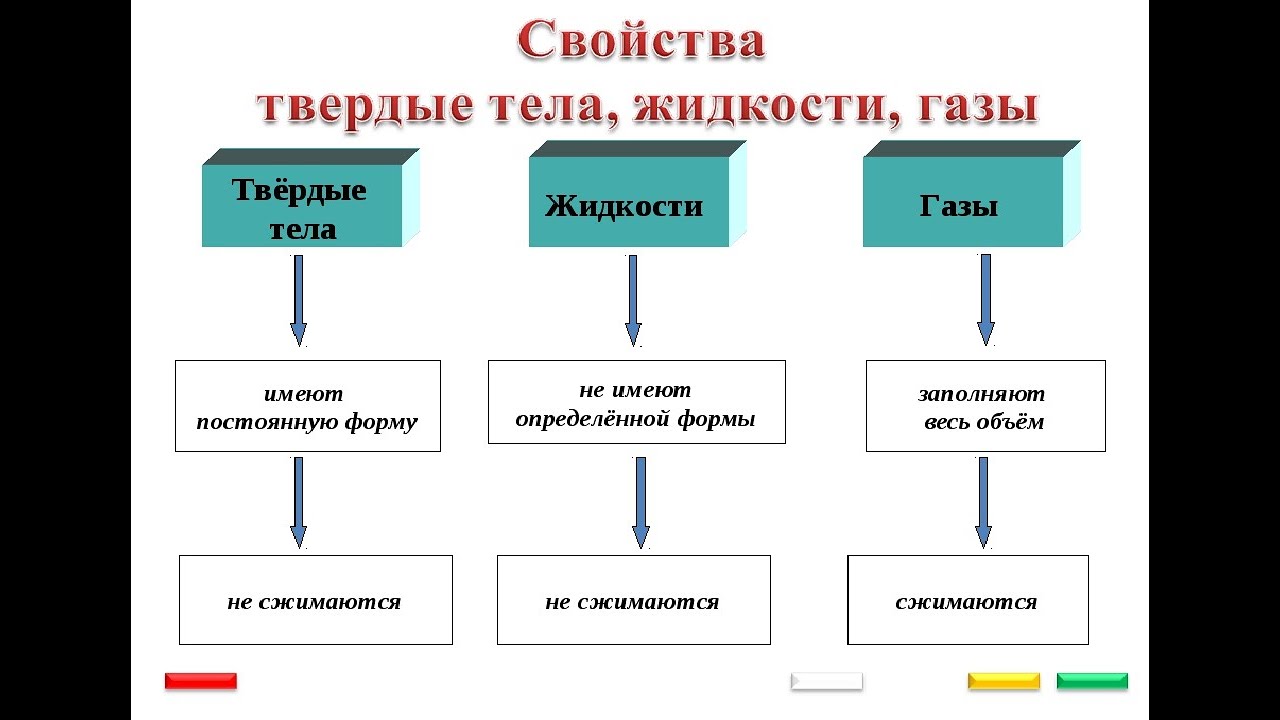 Свойства
твердые тела, жидкости, газы
Твёрдые
тела
Жидкости
Газы
имеют
постоянную форму
не имеют
определённой формы
заполняют
весь объём
не сжимаются
не сжимаются
сжимаются